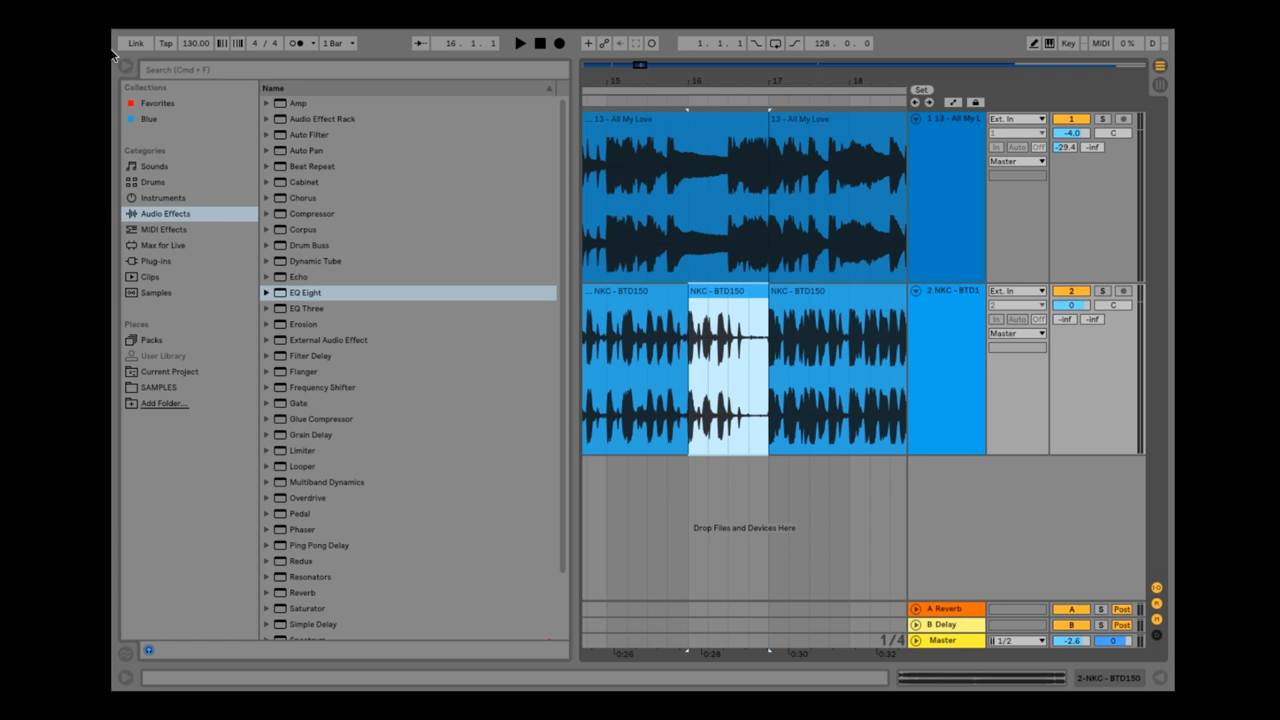 Link Tap 130.00 4 / 4 1 Bar 16 . 1 . 1 1 . 1 . 1 128 . 0 . 0 Key MIDI 0 % D
Search (Cmd + F)
Collections
Favorites
Blue
Categories
Sounds
Drums
Instruments
Audio Effects
MIDI Effects
Max for Live
Plug-ins
Clips
Samples
Places
Packs
User Library
Current Project
SAMPLES
Add Folder...
Name
Amp
Audio Effect Rack
Auto Filter
Auto Pan
Beat Repeat
Cabinet
Chorus
Compressor
Corpus
Drum Buss
Dynamic Tube
Echo
EQ Eight
EQ Three
Erosion
External Audio Effect
Filter Delay
Flanger
Frequency Shifter
Gate
Glue Compressor
Grain Delay
Limiter
Looper
Multiband Dynamics
Overdrive
Pedal
Phaser
Ping Pong Delay
Redux
Resonators
Reverb
Saturator
Simple Delay
15 16 17 18
Set
... 13 - All My Love 13 - All My Love
1 13 - All My L Ext. In 1 S
1 -4.0 C
In Auto Off -29.4 -inf
Master
... NKC - BTD150 NKC - BTD150 NKC - BTD150
2 NKC - BTD1 Ext. In 2 S
2 0 C
In Auto Off -inf -inf
Master
Drop Files and Devices Here
A Reverb A S Post
B Delay B S Post
1/4 Master 1/2 -2.6 0
0:26 0:28 0:30 0:32
2-NKC - BTD150